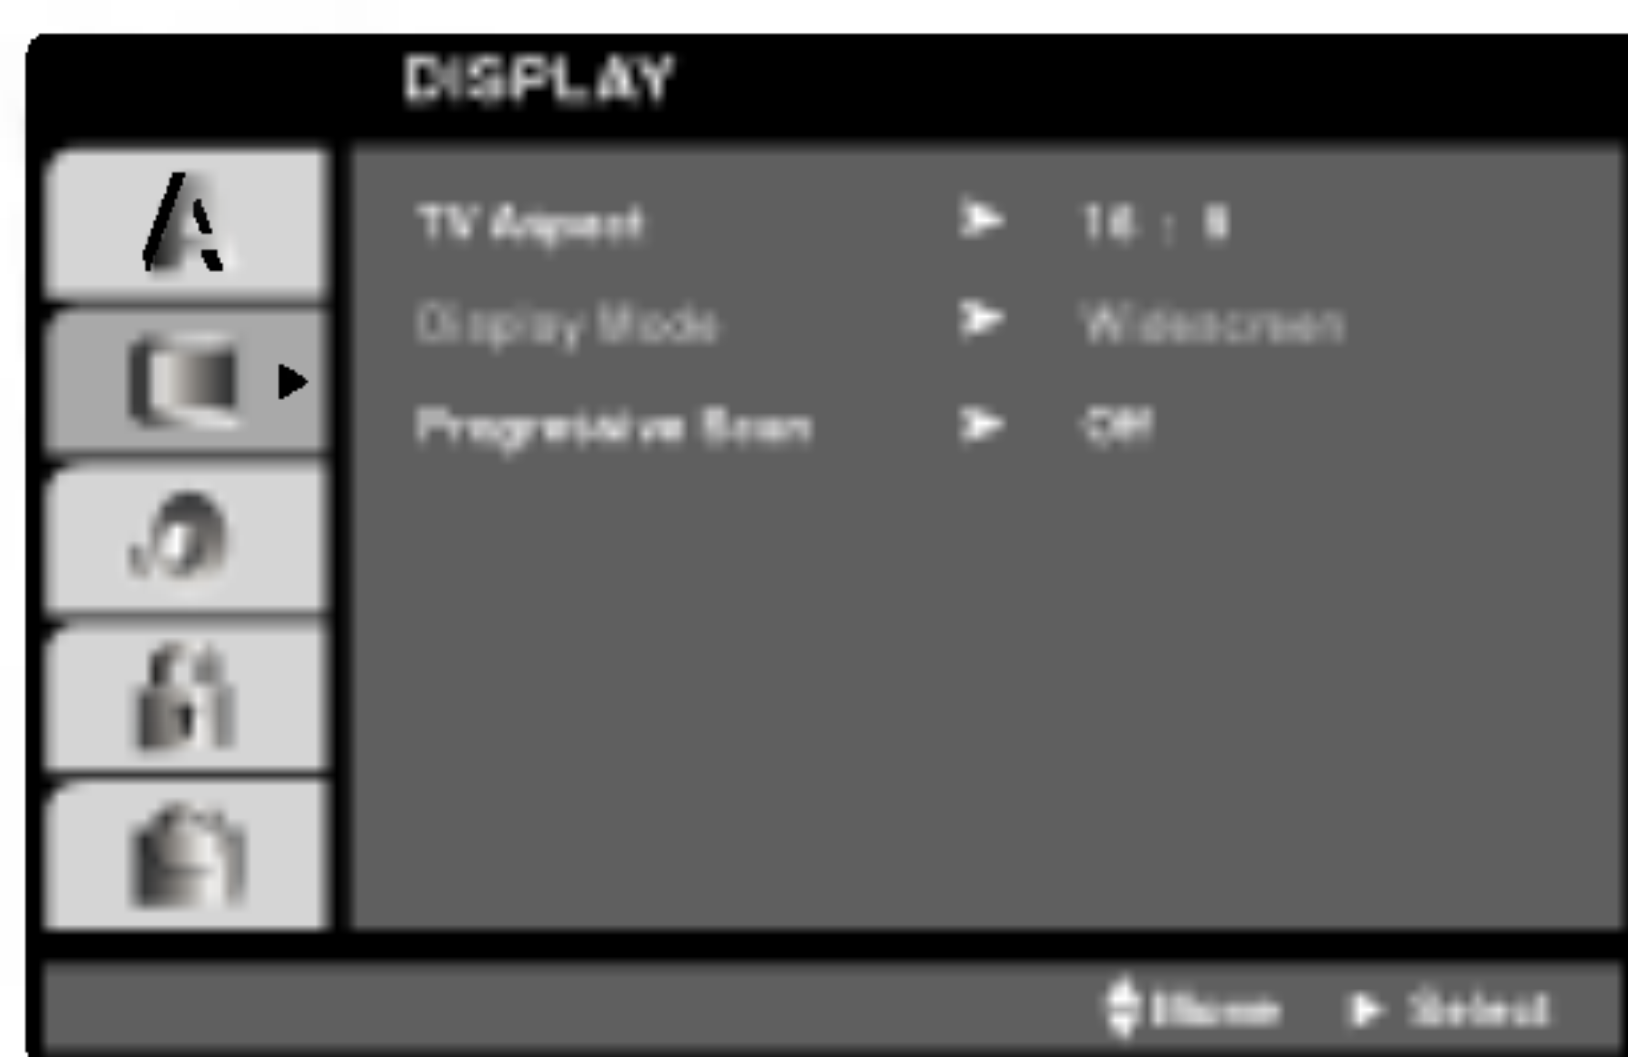 DISPLAY
A
TV Aspect ► 16 : 9
Display Mode ► Widescreen
Progressive Scan ► Off
Move ► Select